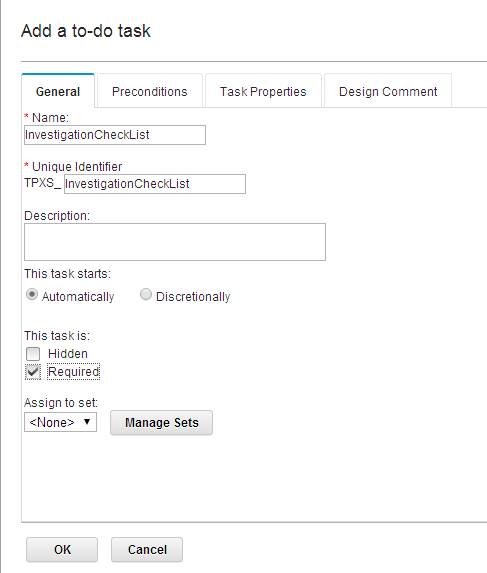 Add a to-do task
General Preconditions Task Properties Design Comment
* Name:
InvestigationCheckList
* Unique Identifier
TPXS_ InvestigationCheckList
Description:
This task starts:
Automatically Discretionally
This task is:
Hidden
Required
Assign to set:
<None> Manage Sets
OK Cancel